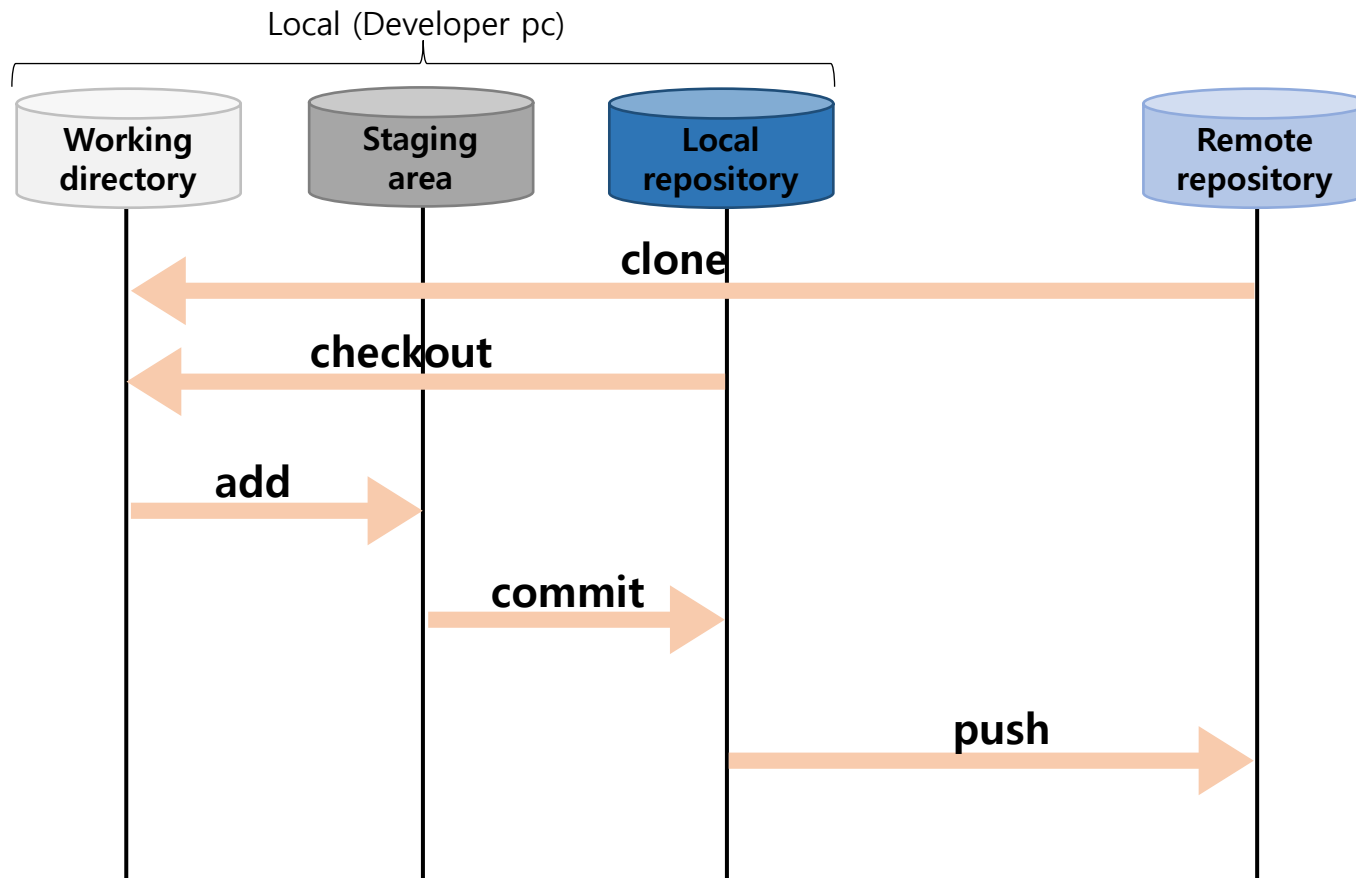 Local (Developer pc)
Working
directory
Staging
area
Local
repository
Remote
repository
clone
checkout
add
commit
push